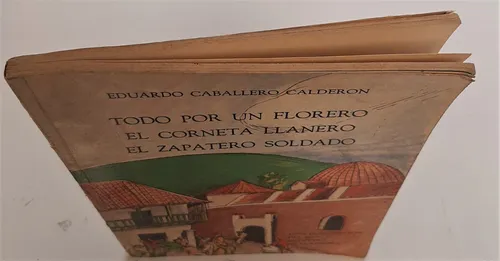 EDUARDO CABALLERO CALDERON
TODO POR UN FLORERO
EL CORNETA LLANERO
EL ZAPATERO SOLDADO